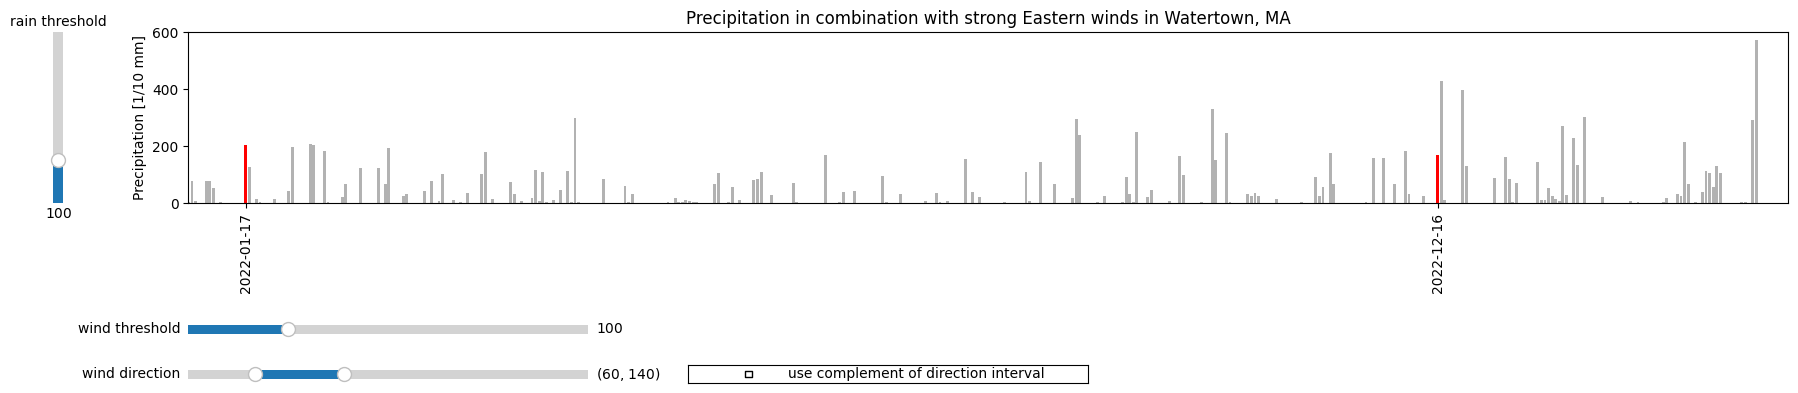 rain threshold
Precipitation in combination with strong Eastern winds in Watertown, MA
Precipitation [1/10 mm]
600
400
200
0
100
2022-01-17
2022-12-16
wind threshold
100
wind direction
(60, 140)
use complement of direction interval